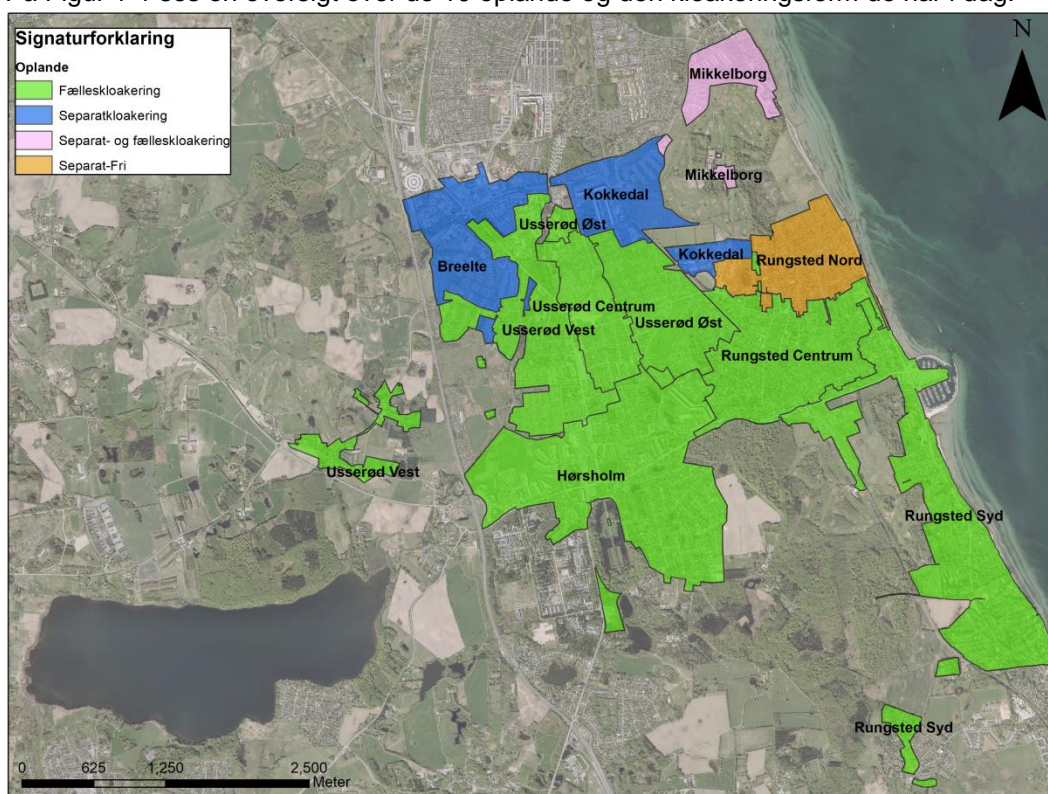 På Figur 1-1 ses en oversigt over de 10 oplande og den kloakeringsform de har i dag.
Signaturforklaring
Oplande
Fælleskloakering
Separatkloakering
Separat- og fælleskloakering
Separat-Fri
N
Mikkelborg
Mikkelborg
Kokkedal
Usserød Øst
Kokkedal
Rungsted Nord
Breelte
Usserød Centrum
Usserød Øst
Usserød Vest
Rungsted Centrum
Usserød Vest
Hørsholm
Rungsted Syd
Rungsted Syd
0 625 1,250 2,500
Meter